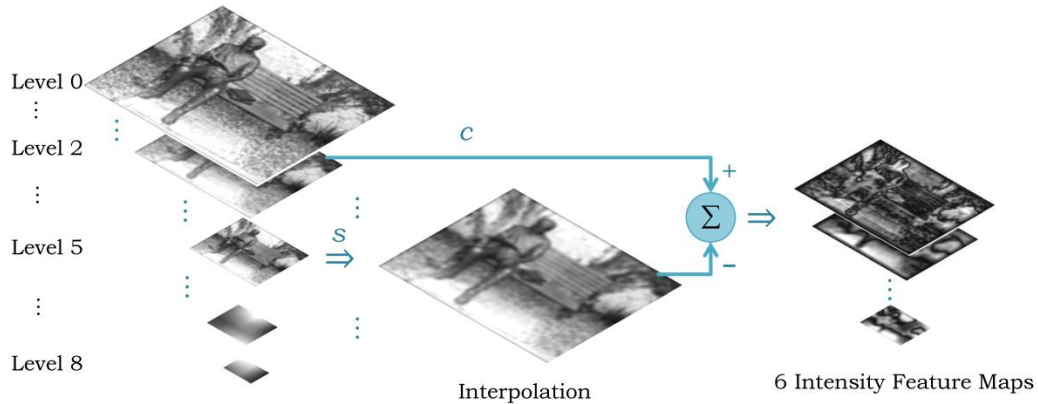 Level 0
Level 2
c
+
Level 5
s
Σ
⇒
⇒
−
Level 8
Interpolation
6 Intensity Feature Maps